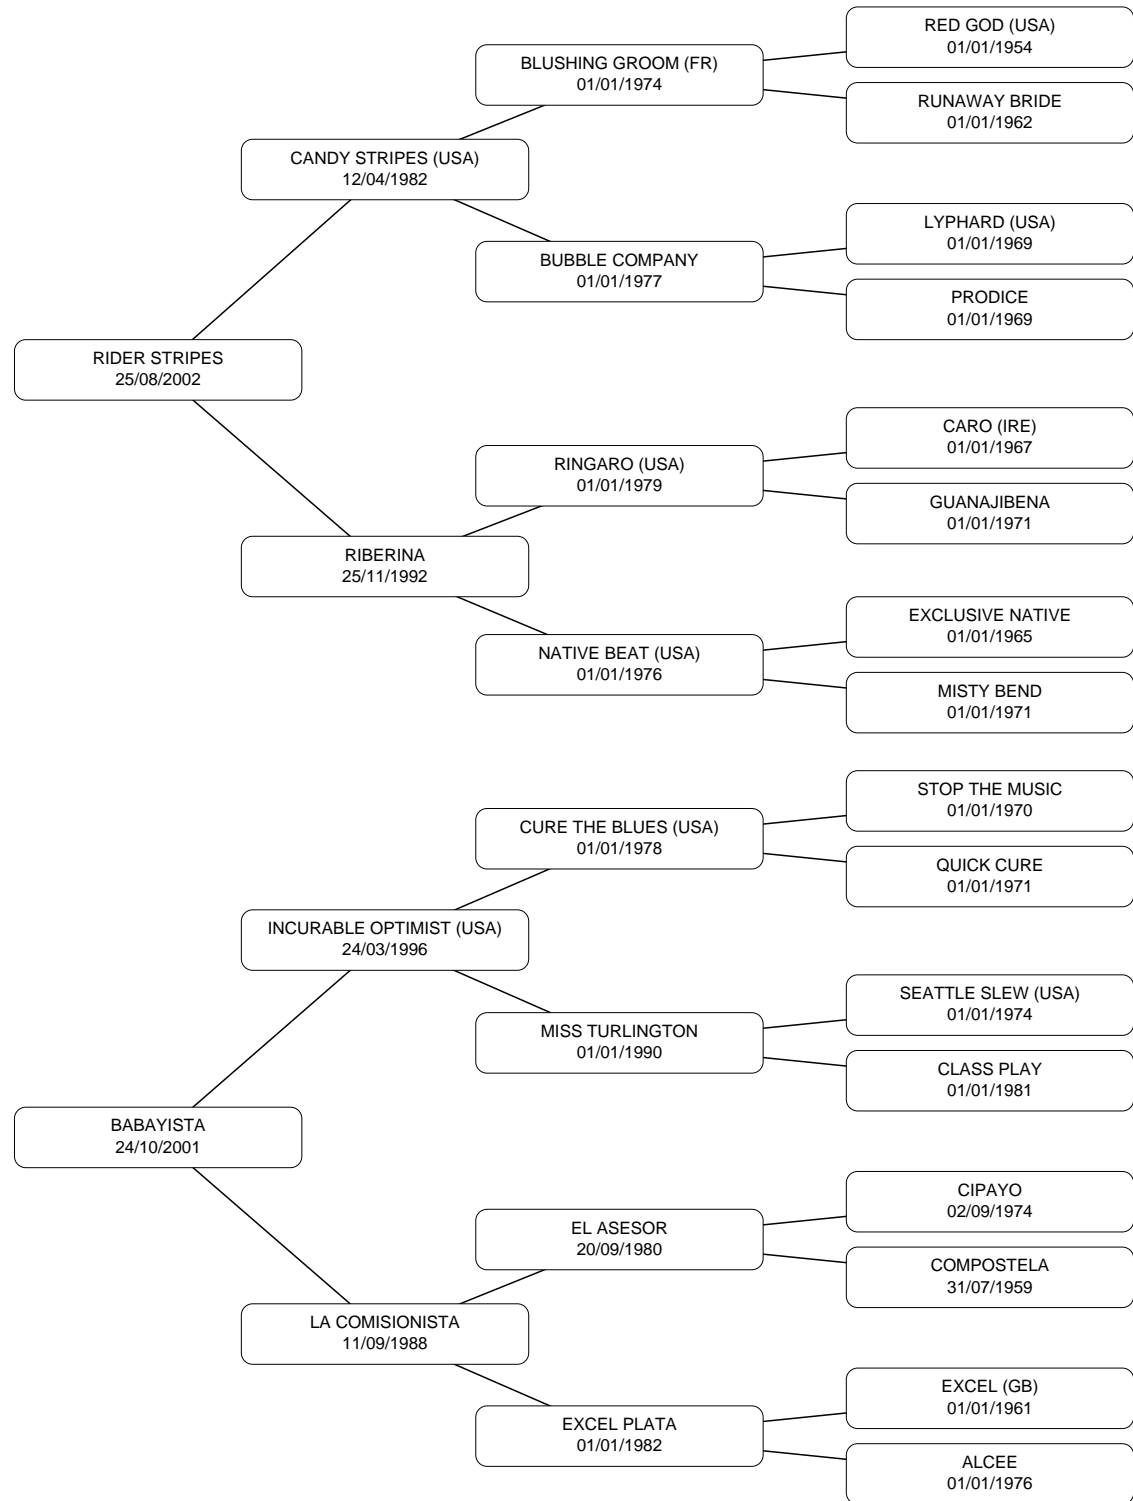 RED GOD (USA)
01/01/1954
BLUSHING GROOM (FR)
01/01/1974
RUNAWAY BRIDE
01/01/1962
CANDY STRIPES (USA)
12/04/1982
LYPHARD (USA)
01/01/1969
BUBBLE COMPANY
01/01/1977
PRODICE
01/01/1969
RIDER STRIPES
25/08/2002
CARO (IRE)
01/01/1967
RINGARO (USA)
01/01/1979
GUANAJIBENA
01/01/1971
RIBERINA
25/11/1992
EXCLUSIVE NATIVE
01/01/1965
NATIVE BEAT (USA)
01/01/1976
MISTY BEND
01/01/1971
STOP THE MUSIC
01/01/1970
CURE THE BLUES (USA)
01/01/1978
QUICK CURE
01/01/1971
INCURABLE OPTIMIST (USA)
24/03/1996
SEATTLE SLEW (USA)
01/01/1974
MISS TURLINGTON
01/01/1990
CLASS PLAY
01/01/1981
BABAYISTA
24/10/2001
CIPAYO
02/09/1974
EL ASESOR
20/09/1980
COMPOSTELA
31/07/1959
LA COMISIONISTA
11/09/1988
EXCEL (GB)
01/01/1961
EXCEL PLATA
01/01/1982
ALCEE
01/01/1976